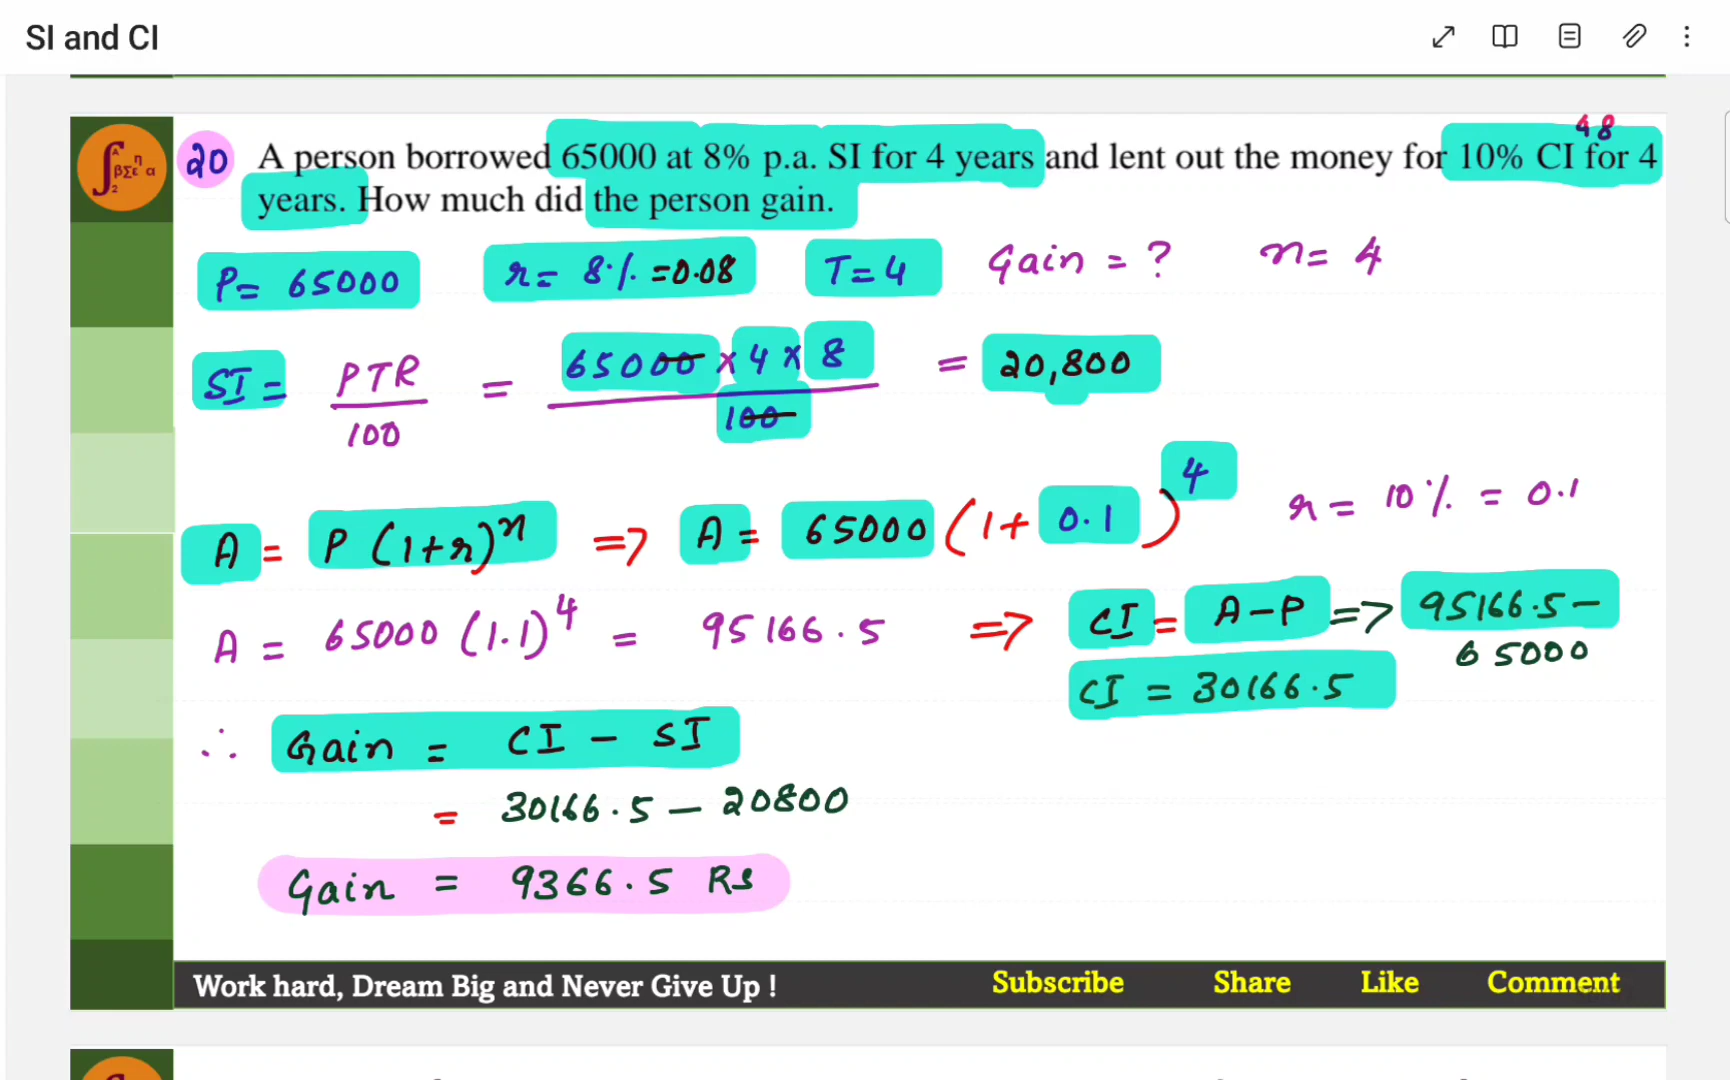 SI and CI
48
20 A person borrowed 65000 at 8% p.a. SI for 4 years and lent out the money for 10% CI for 4
years. How much did the person gain.
P= 65000 r= 8% =0.08 T=4 Gain = ? n= 4
SI = PTR/100 = 65000 x 4 x 8/100 = 20,800
A = P (1+r)^n => A = 65000 (1+ 0.1)^4 r = 10% = 0.1
A = 65000 (1.1)^4 = 95166.5 => CI = A-P => 95166.5 -
65000
CI = 30166.5
∴ Gain = CI - SI
= 30166.5 - 20800
Gain = 9366.5 Rs
Work hard, Dream Big and Never Give Up ! Subscribe Share Like Comment